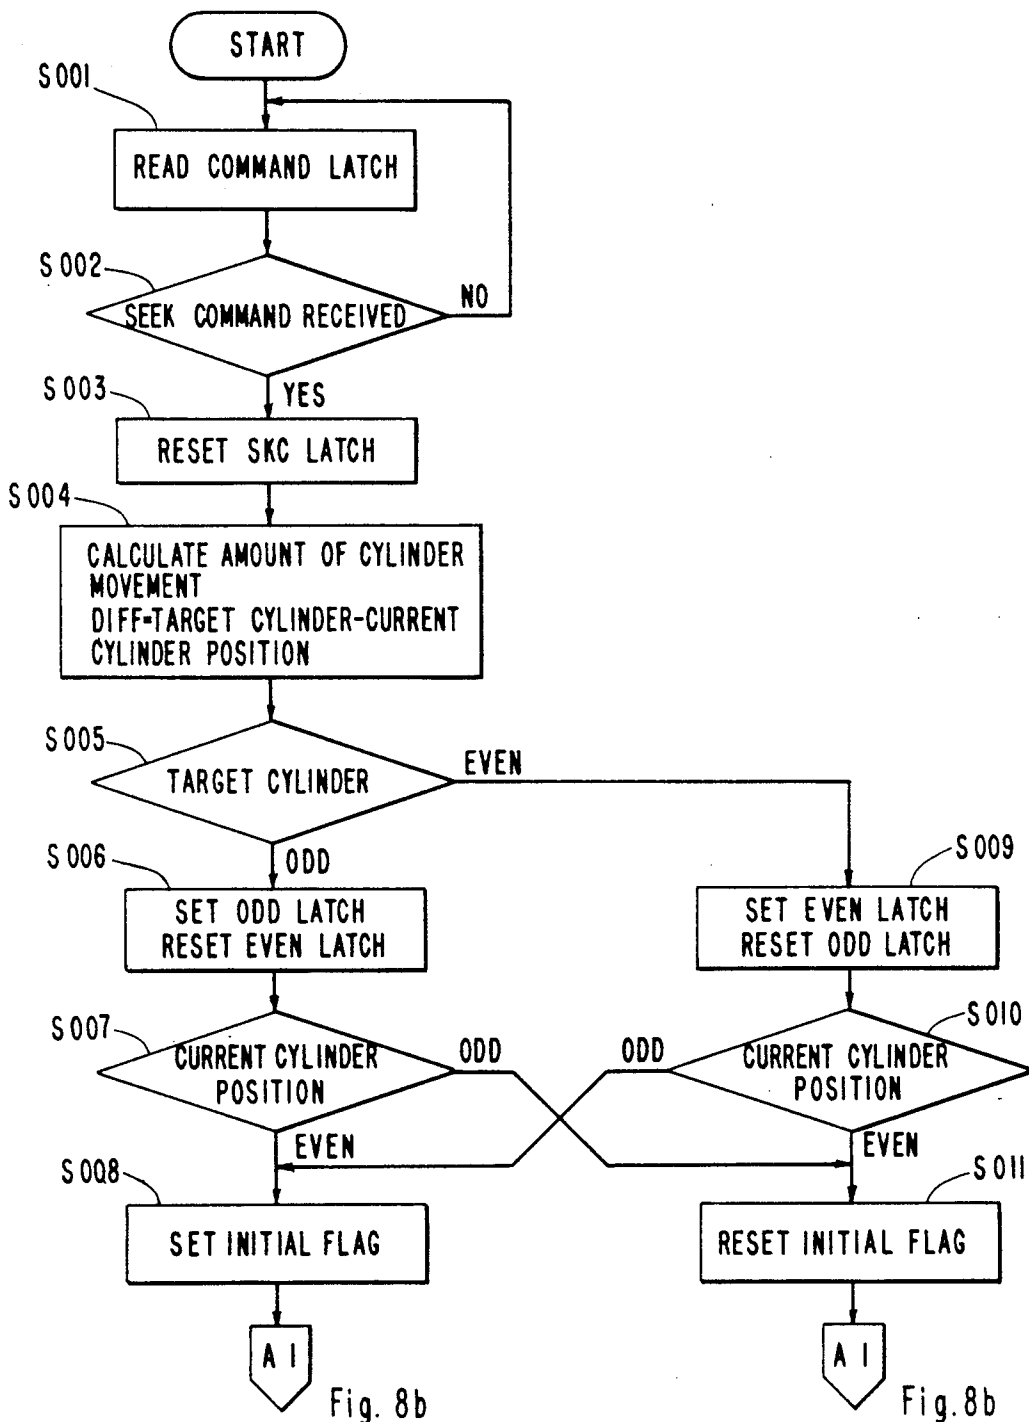 START
S001
READ COMMAND LATCH
S002
SEEK COMMAND RECEIVED
NO
YES
S003
RESET SKC LATCH
S004
CALCULATE AMOUNT OF CYLINDER
MOVEMENT
DIFF=TARGET CYLINDER-CURRENT
CYLINDER POSITION
S005
TARGET CYLINDER
EVEN
ODD
S006
SET ODD LATCH
RESET EVEN LATCH
S009
SET EVEN LATCH
RESET ODD LATCH
S007
CURRENT CYLINDER
POSITION
ODD
EVEN
S010
CURRENT CYLINDER
POSITION
ODD
EVEN
S008
SET INITIAL FLAG
S011
RESET INITIAL FLAG
A1
Fig. 8b
A1
Fig. 8b